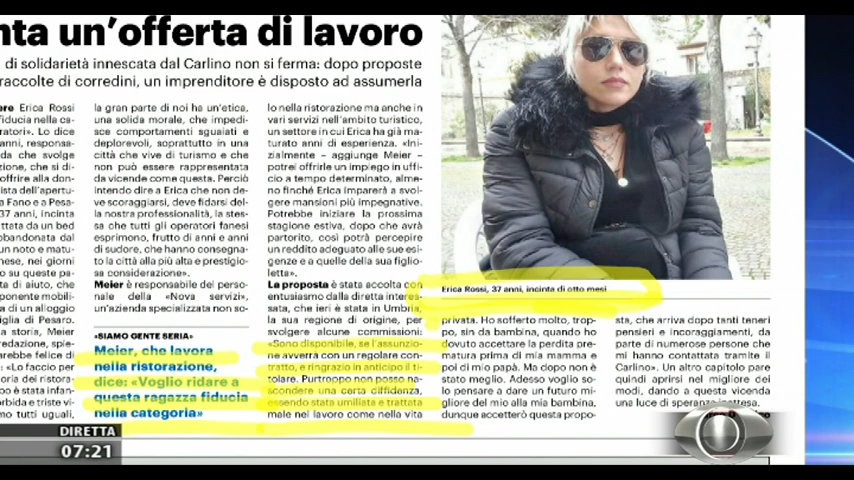 nta un'offerta di lavoro
di solidarietà innescata dal Carlino non si ferma: dopo proposte
raccolte di corredini, un imprenditore è disposto ad assumerla
ere Erica Rossi
fiducia nella ca-
ratori». Lo dice
anni, responsa-
da che svolge
zione, che si di-
offrire alla don-
ista dell'apertu-
a Fano e a Pesa-
37 anni, incinta
ttata da un bed
bbandonata dal
un noto e matu-
nese, nei giorni
o su queste pa-
ta di aiuto, che
ponente mobili-
di un alloggio
iglia di Pesaro.
a storia, Meier
redazione, spie-
arebbe felice di
: «Lo faccio per
oria dei ristora-
po è stata infan-
rbida e triste vi-
mo tutti uguali,
la gran parte di noi ha un'etica,
una solida morale, che impedi-
sce comportamenti sguaiati e
deplorevoli, soprattutto in una
città che vive di turismo e che
non può essere rappresentata
da vicende come questa. Perciò
intendo dire a Erica che non de-
ve scoraggiarsi, deve fidarsi del-
la nostra professionalità, la stes-
sa che tutti gli operatori fanesi
esprimono, frutto di anni e anni
di sudore, che hanno consegna-
to la città alla più alta e prestigio-
sa considerazione».
Meier è responsabile del perso-
nale della «Nova servizi»,
un'azienda specializzata non so-
«SIAMO GENTE SERIA»
Meier, che lavora
nella ristorazione,
dice: «Voglio ridare a
questa ragazza fiducia
nella categoria»
lo nella ristorazione ma anche in
vari servizi nell'ambito turistico,
un settore in cui Erica ha già ma-
turato anni di esperienza. «Ini-
zialmente – aggiunge Meier –
potrei offrirle un impiego in uffi-
cio a tempo determinato, alme-
no finché Erica imparerà a svol-
gere mansioni più impegnative.
Potrebbe iniziare la prossima
stagione estiva, dopo che avrà
partorito, così potrà percepire
un reddito adeguato alle sue esi-
genze e a quelle della sua figlio-
letta».
La proposta è stata accolta con
entusiasmo dalla diretta interes-
sata, che ieri è stata in Umbria,
la sua regione di origine, per
svolgere alcune commissioni:
«Sono disponibile, se l'assunzio-
ne avverrà con un regolare con-
tratto, e ringrazio in anticipo il ti-
tolare. Purtroppo non posso na-
scondere una certa diffidenza,
essendo stata umiliata e trattata
male nel lavoro come nella vita
Erica Rossi, 37 anni, incinta di otto mesi
privata. Ho sofferto molto, trop-
po, sin da bambina, quando ho
dovuto accettare la perdita pre-
matura prima di mia mamma e
poi di mio papà. Ma dopo non è
stato meglio. Adesso voglio so-
lo pensare a dare un futuro mi-
gliore del mio alla mia bambina,
dunque accetterò questa propo-
sta, che arriva dopo tanti teneri
pensieri e incoraggiamenti, da
parte di numerose persone che
mi hanno contattata tramite il
Carlino». Un altro capitolo pare
quindi aprirsi nel migliore dei
modi, dando a questa vicenda
una luce di speranza inattesa.
DIRETTA
07:21